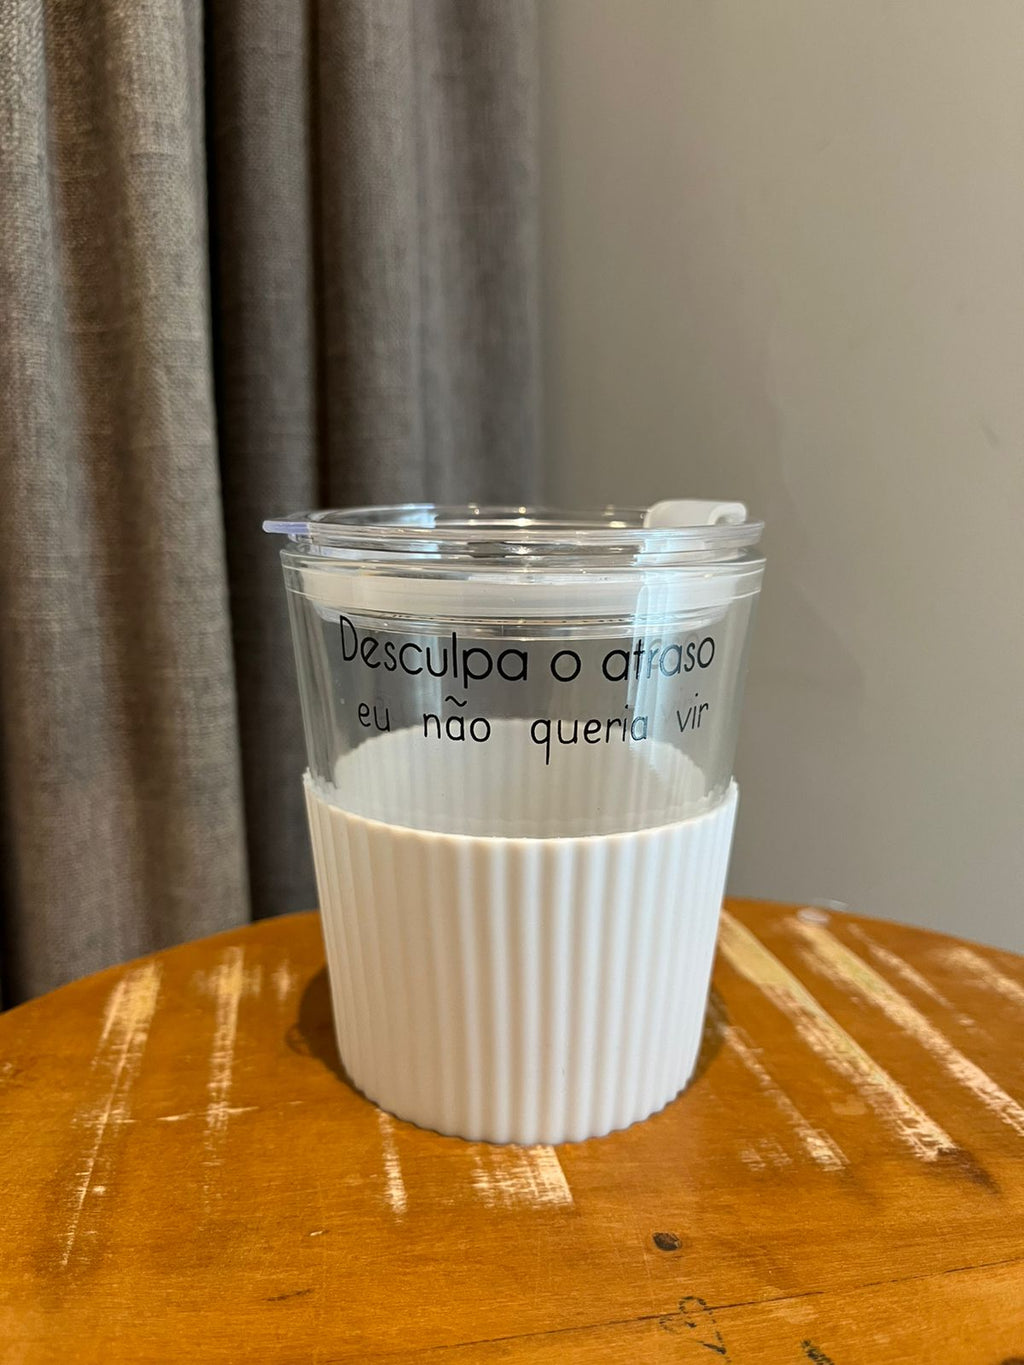 Desculpa o atraso
eu não queria vir